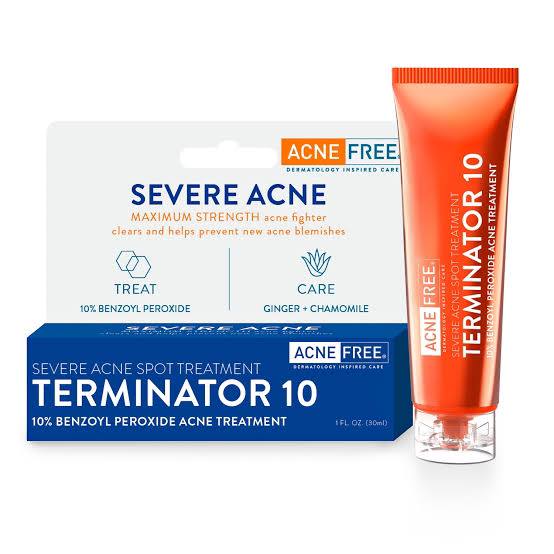 ACNE FREE®
DERMATOLOGY INSPIRED CARE
SEVERE ACNE
MAXIMUM STRENGTH acne fighter
clears and helps prevent new acne blemishes
TREAT
10% BENZOYL PEROXIDE
CARE
GINGER + CHAMOMILE
SEVERE ACNE
ACNE FREE®
DERMATOLOGY INSPIRED CARE
SEVERE ACNE SPOT TREATMENT
TERMINATOR 10
10% BENZOYL PEROXIDE ACNE TREATMENT
1 FL. OZ. (30ml)
ACNE FREE®
DERMATOLOGY INSPIRED CARE
SEVERE ACNE SPOT TREATMENT
TERMINATOR 10
10% BENZOYL PEROXIDE ACNE TREATMENT